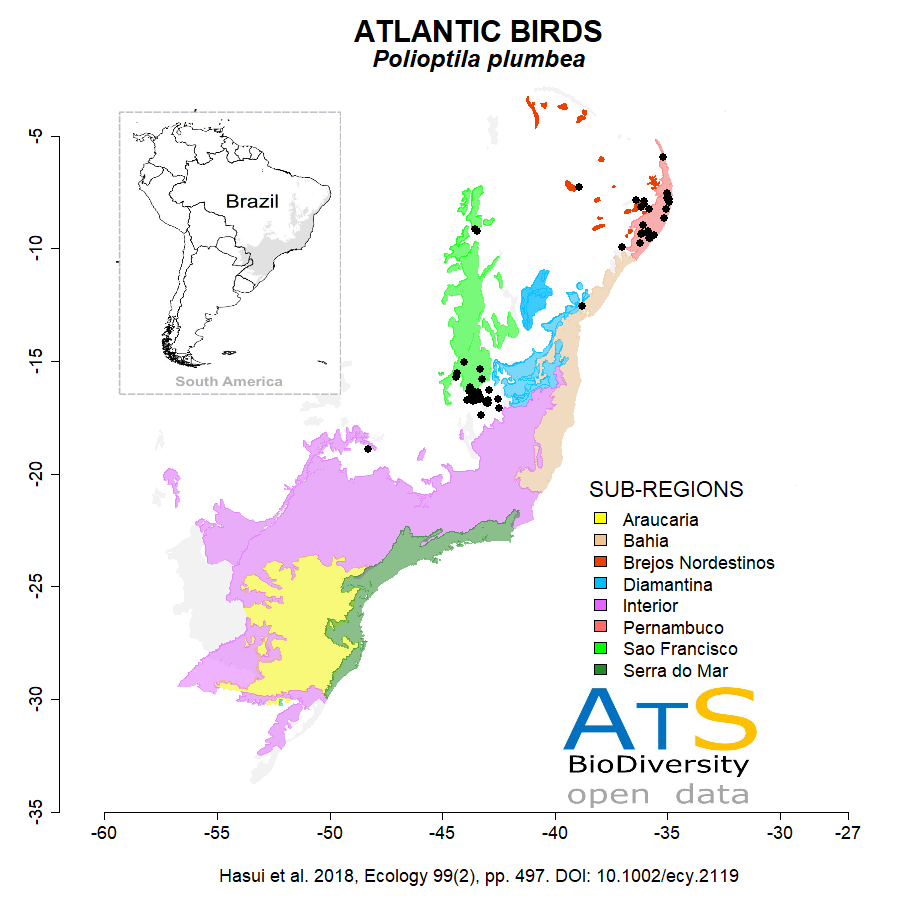 ATLANTIC BIRDS
Polioptila plumbea
Brazil
South America
-5
-10
-15
-20
-25
-30
-35
SUB-REGIONS
Araucaria
Bahia
Brejos Nordestinos
Diamantina
Interior
Pernambuco
Sao Francisco
Serra do Mar
ATS
BioDiversity
open data
-60 -55 -50 -45 -40 -35 -30 -27
Hasui et al. 2018, Ecology 99(2), pp. 497. DOI: 10.1002/ecy.2119